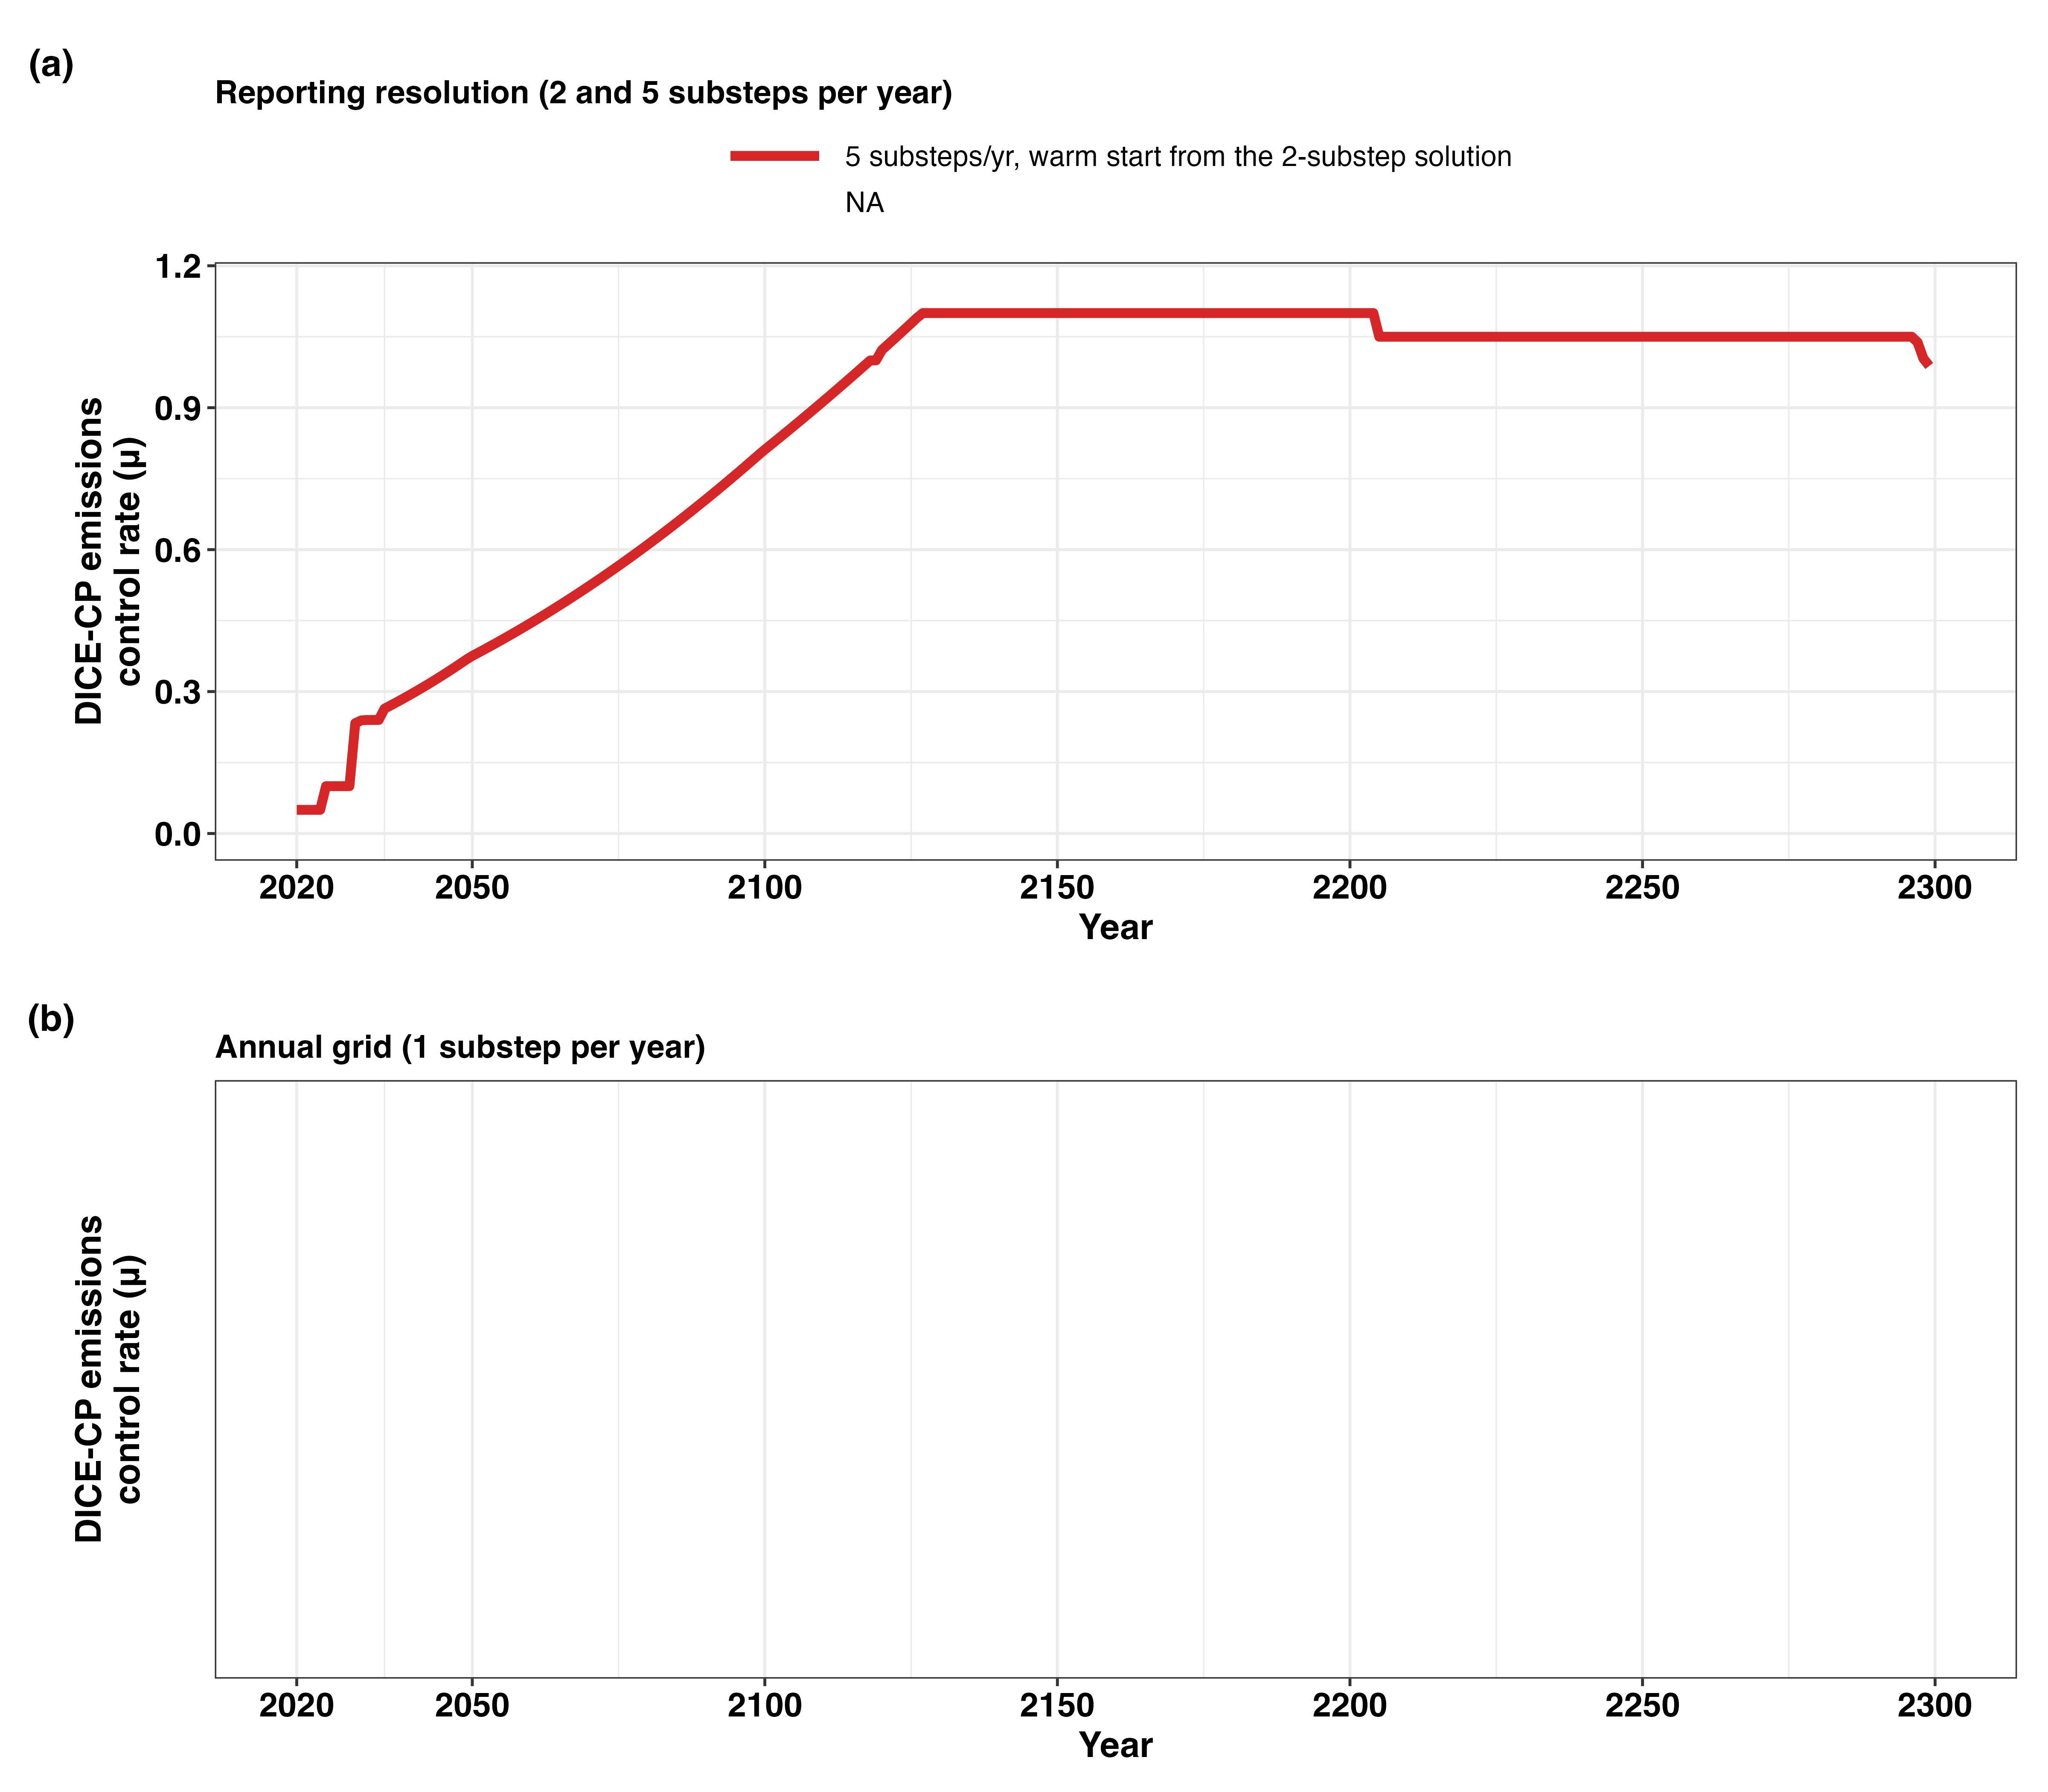 (a)
Reporting resolution (2 and 5 substeps per year)
5 substeps/yr, warm start from the 2-substep solution
NA
DICE-CP emissions
control rate (µ)
1.2
0.9
0.6
0.3
0.0
2020 2050 2100 2150 2200 2250 2300
Year
(b)
Annual grid (1 substep per year)
DICE-CP emissions
control rate (µ)
2020 2050 2100 2150 2200 2250 2300
Year